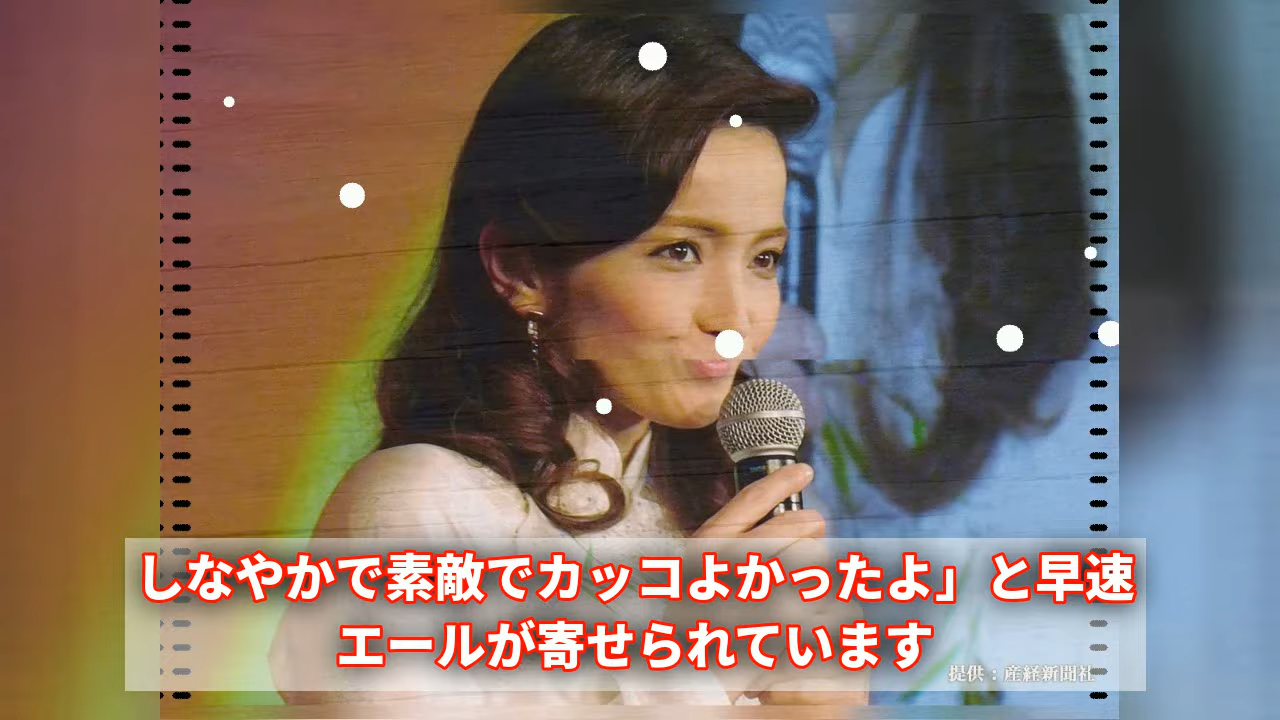 しなやかで素敵でカッコよかったよ」と早速
エールが寄せられています
提供：産経新聞社